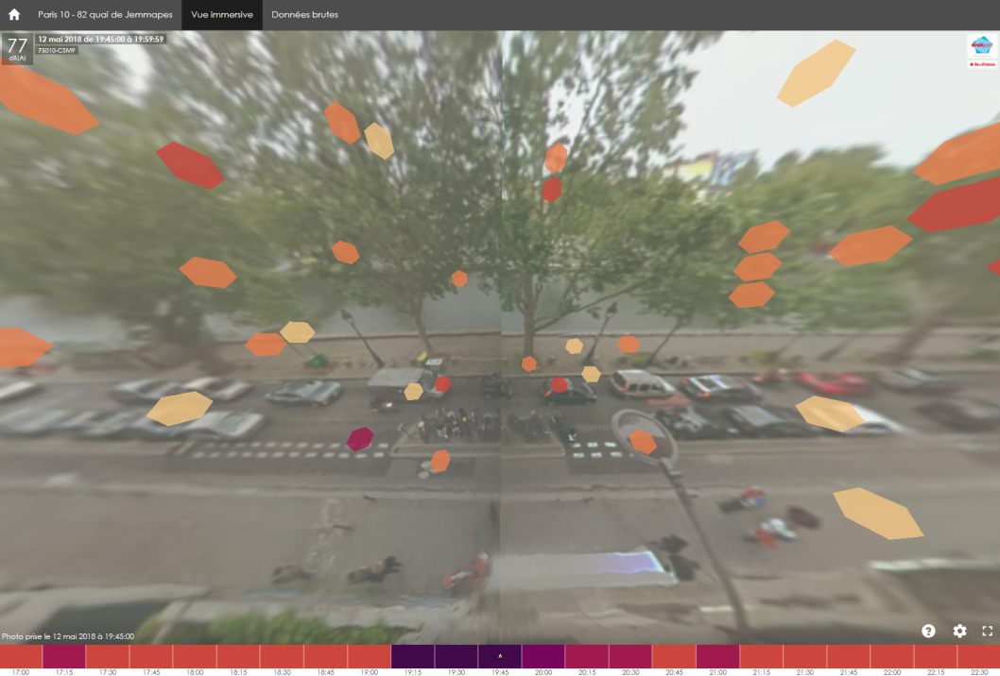 Paris 10 - 82 quai de Jemmapes
Vue immersive
Données brutes
77
dB(A)
12 mai 2018 de 19:45:00 à 19:59:59
75010-CSM9
Bruitparif
îledeFrance
Photo prise le 12 mai 2018 à 19:45:00
?
17:00 17:15 17:30 17:45 18:00 18:15 18:30 18:45 19:00 19:15 19:30 19:45 20:00 20:15 20:30 20:45 21:00 21:15 21:30 21:45 22:00 22:15 22:30